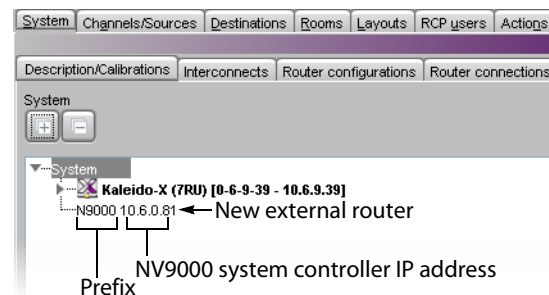 System Channels/Sources Destinations Rooms Layouts RCP users Actions
Description/Calibrations Interconnects Router configurations Router connections
System
System
Kaleido-X (7RU) [0-6-9-39 - 10.6.9.39]
N9000 10.6.0.81 New external router
NV9000 system controller IP address
Prefix